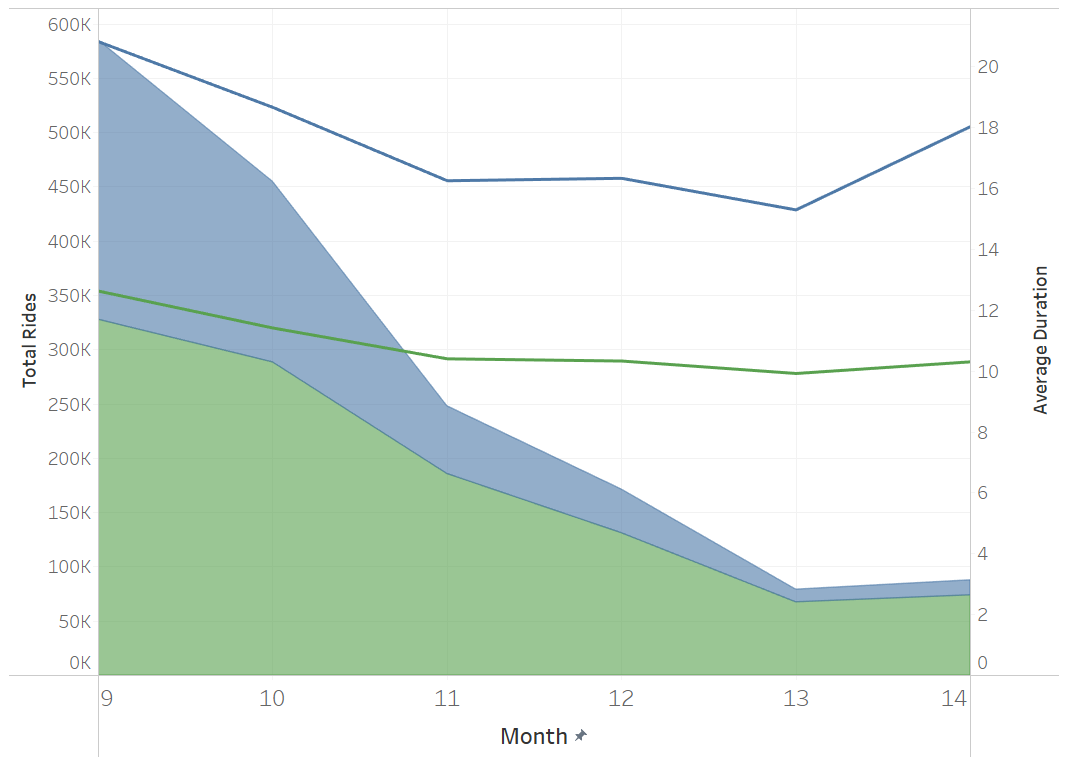 600K
550K
500K
450K
400K
350K
300K
250K
200K
150K
100K
50K
0K
Total Rides
20
18
16
14
12
10
8
6
4
2
0
Average Duration
9 10 11 12 13 14
Month